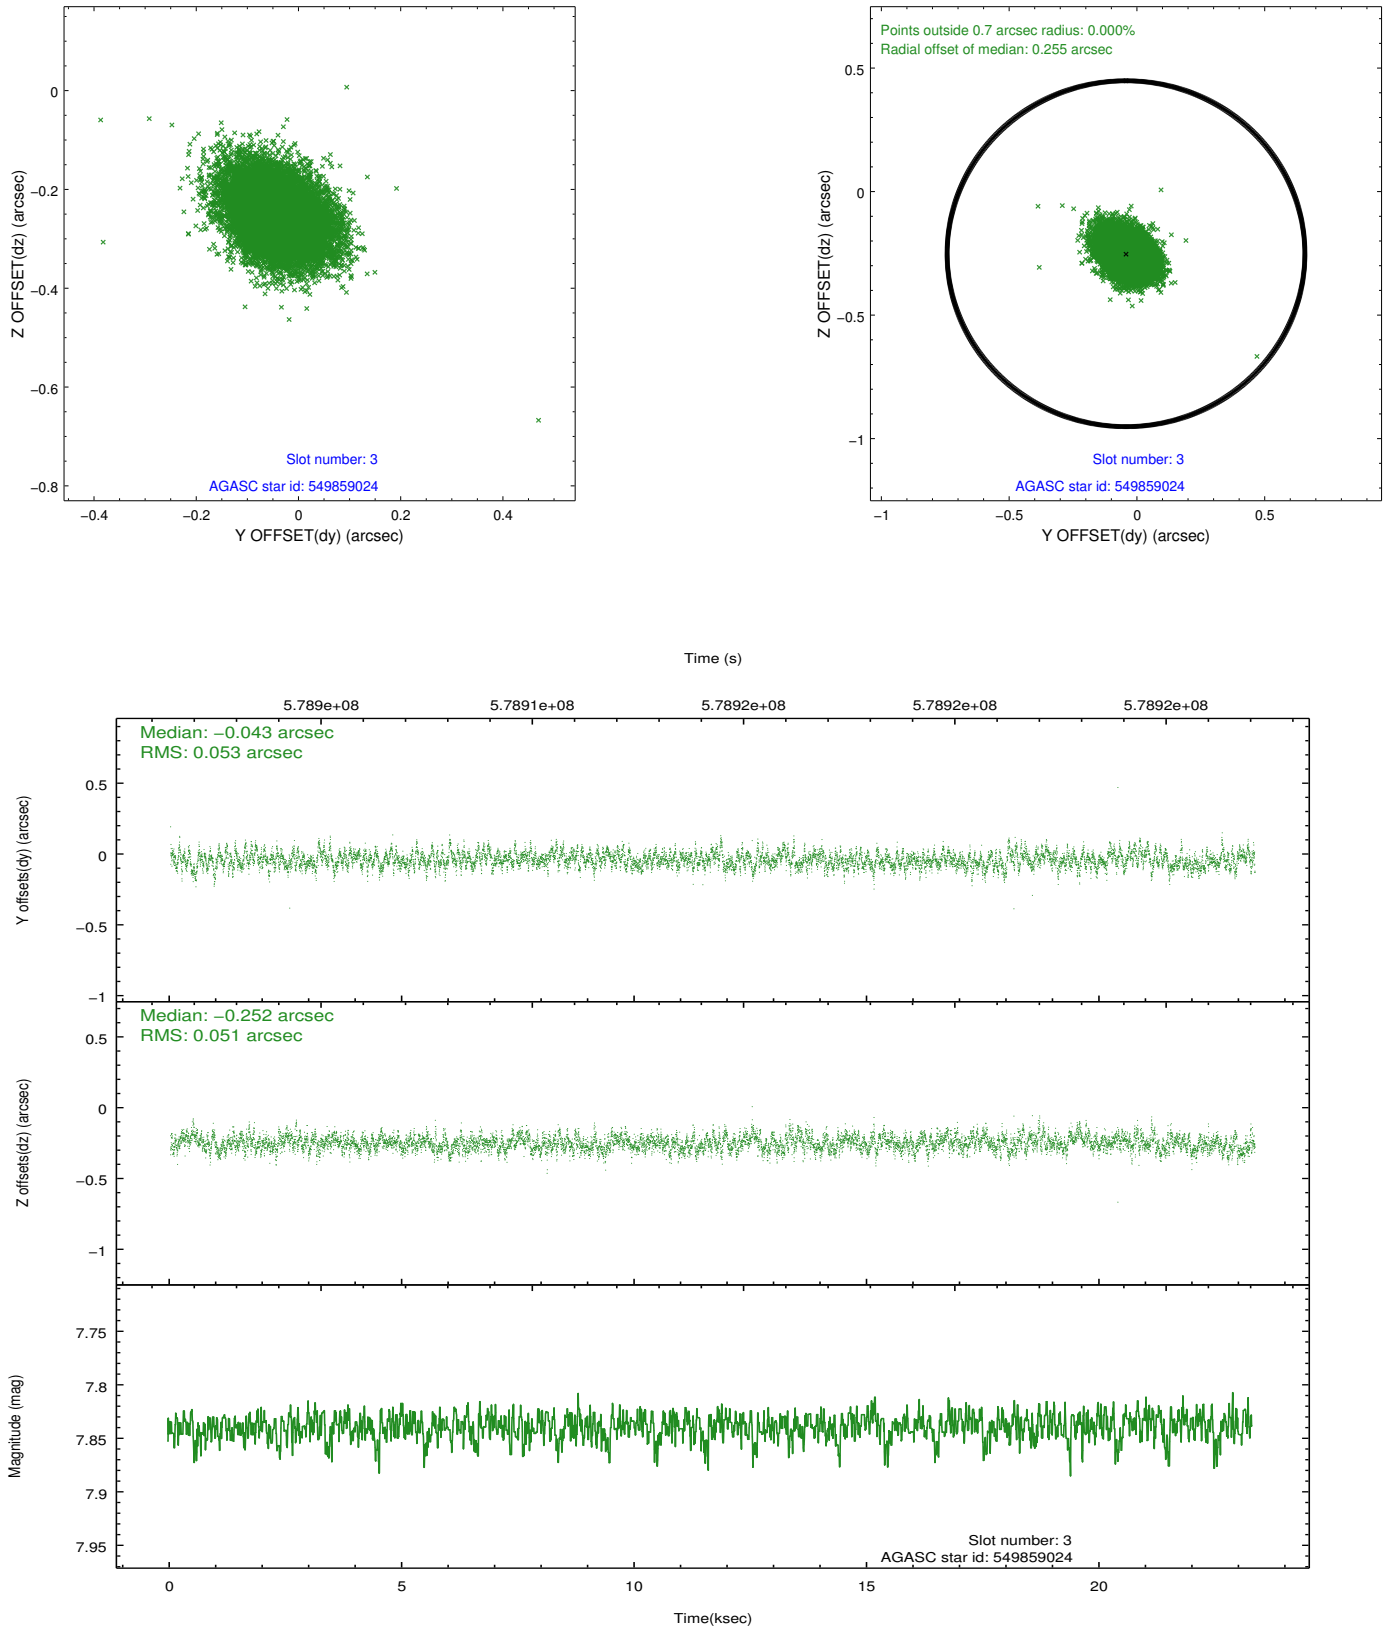 0
−0.2
−0.4
−0.6
−0.8
Z OFFSET(dz) (arcsec)
−0.4
−0.2
0
0.2
0.4
Y OFFSET(dy) (arcsec)
Slot number: 3
AGASC star id: 549859024
Points outside 0.7 arcsec radius: 0.000%
Radial offset of median: 0.255 arcsec
0.5
0
−0.5
−1
Z OFFSET(dz) (arcsec)
−1
−0.5
0
0.5
Y OFFSET(dy) (arcsec)
Slot number: 3
AGASC star id: 549859024
Time (s)
5.789e+08
5.7891e+08
5.7892e+08
5.7892e+08
5.7892e+08
Median: −0.043 arcsec
RMS: 0.053 arcsec
0.5
0
−0.5
−1
Y offsets(dy) (arcsec)
Median: −0.252 arcsec
RMS: 0.051 arcsec
0.5
0
−0.5
−1
Z offsets(dz) (arcsec)
7.75
7.8
7.85
7.9
7.95
Magnitude (mag)
Slot number: 3
AGASC star id: 549859024
0
5
10
15
20
Time(ksec)